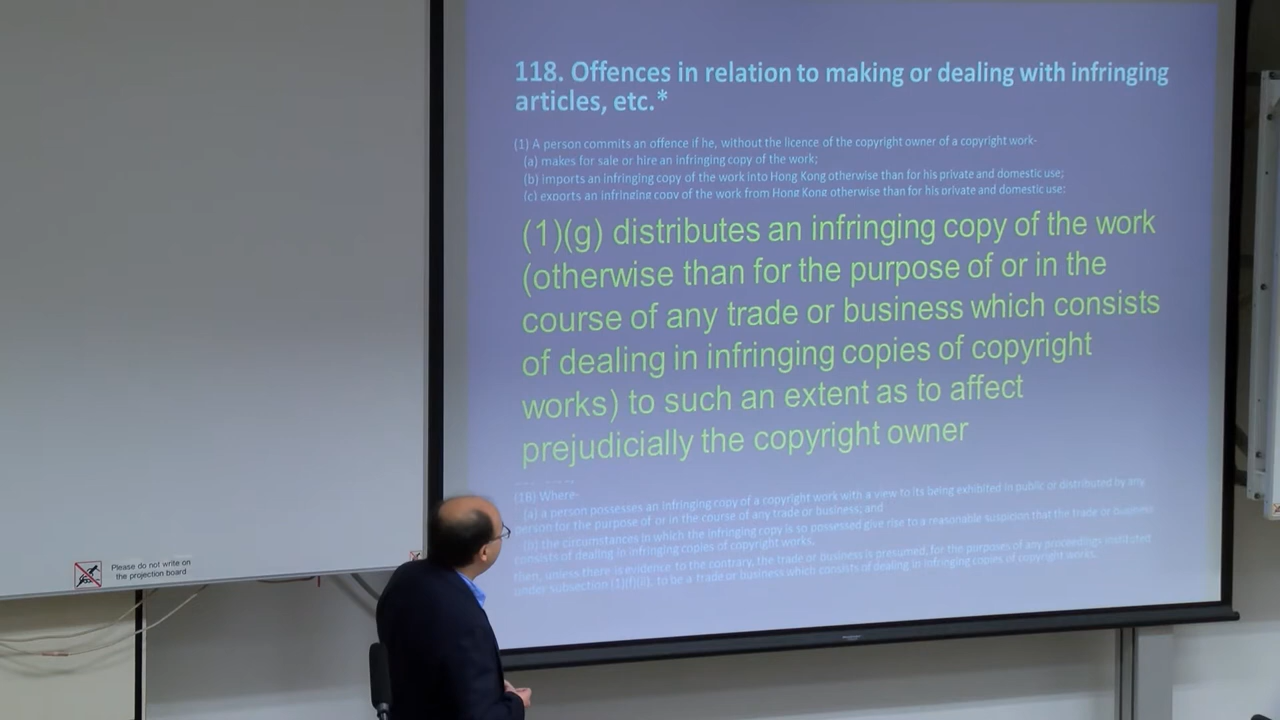 118. Offences in relation to making or dealing with infringing
articles, etc.*
(1) A person commits an offence if he, without the licence of the copyright owner of a copyright work-
(a) makes for sale or hire an infringing copy of the work;
(b) imports an infringing copy of the work into Hong Kong otherwise than for his private and domestic use;
(c) exports an infringing copy of the work from Hong Kong otherwise than for his private and domestic use:
(1)(g) distributes an infringing copy of the work
(otherwise than for the purpose of or in the
course of any trade or business which consists
of dealing in infringing copies of copyright
works) to such an extent as to affect
prejudicially the copyright owner
(1B) Where-
(a) a person possesses an infringing copy of a copyright work with a view to its being exhibited in public or distributed by any
person for the purpose of or in the course of any trade or business; and
(b) the circumstances in which the infringing copy is so possessed give rise to a reasonable suspicion that the trade or business
consists of dealing in infringing copies of copyright works,
then, unless there is evidence to the contrary, the trade or business is presumed, for the purposes of any proceedings instituted
under subsection (1)(f)(ii), to be a trade or business which consists of dealing in infringing copies of copyright works.
Please do not write on
the projection board